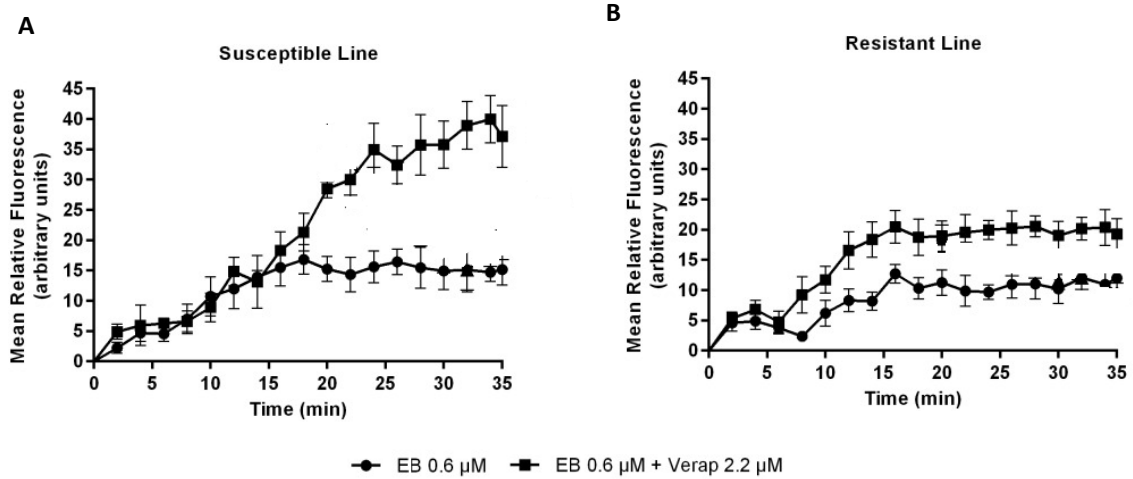 A
Susceptible Line
Mean Relative Fluorescence
(arbitrary units)
45
40
35
30
25
20
15
10
5
0
0 5 10 15 20 25 30 35
Time (min)
B
Resistant Line
Mean Relative Fluorescence
(arbitrary units)
45
40
35
30
25
20
15
10
5
0
0 5 10 15 20 25 30 35
Time (min)
EB 0.6 µM EB 0.6 µM + Verap 2.2 µM